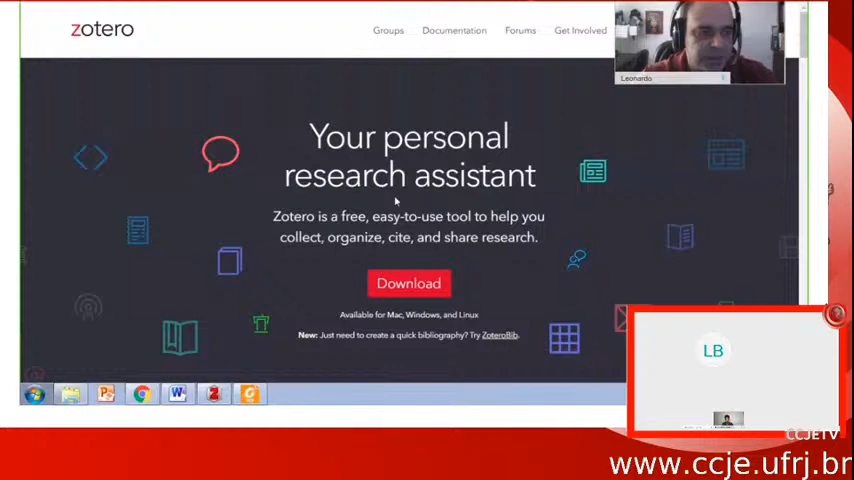 zotero
Groups Documentation Forums Get Involved
Leonardo
Your personal
research assistant
Zotero is a free, easy-to-use tool to help you
collect, organize, cite, and share research.
Download
Available for Mac, Windows, and Linux
New: Just need to create a quick bibliography? Try ZoteroBib.
LB
CCJETV
www.ccje.ufrj.br